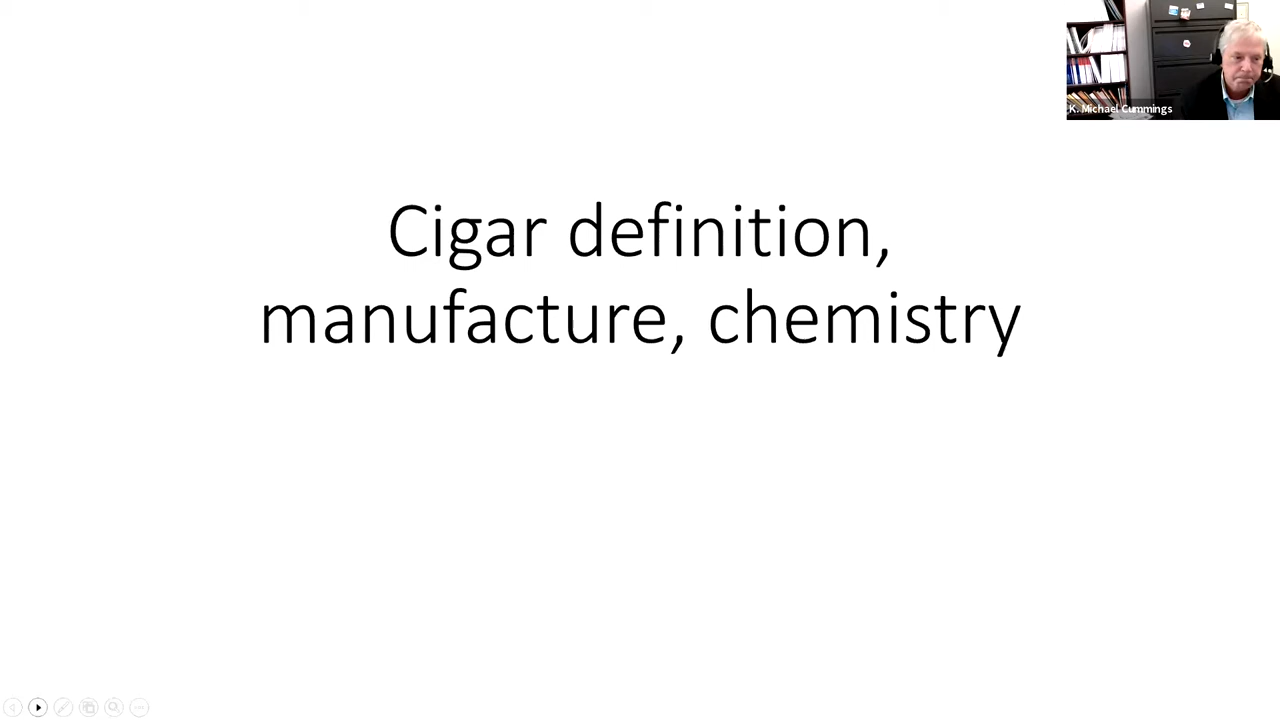 K. Michael Cummings
Cigar definition,
manufacture, chemistry